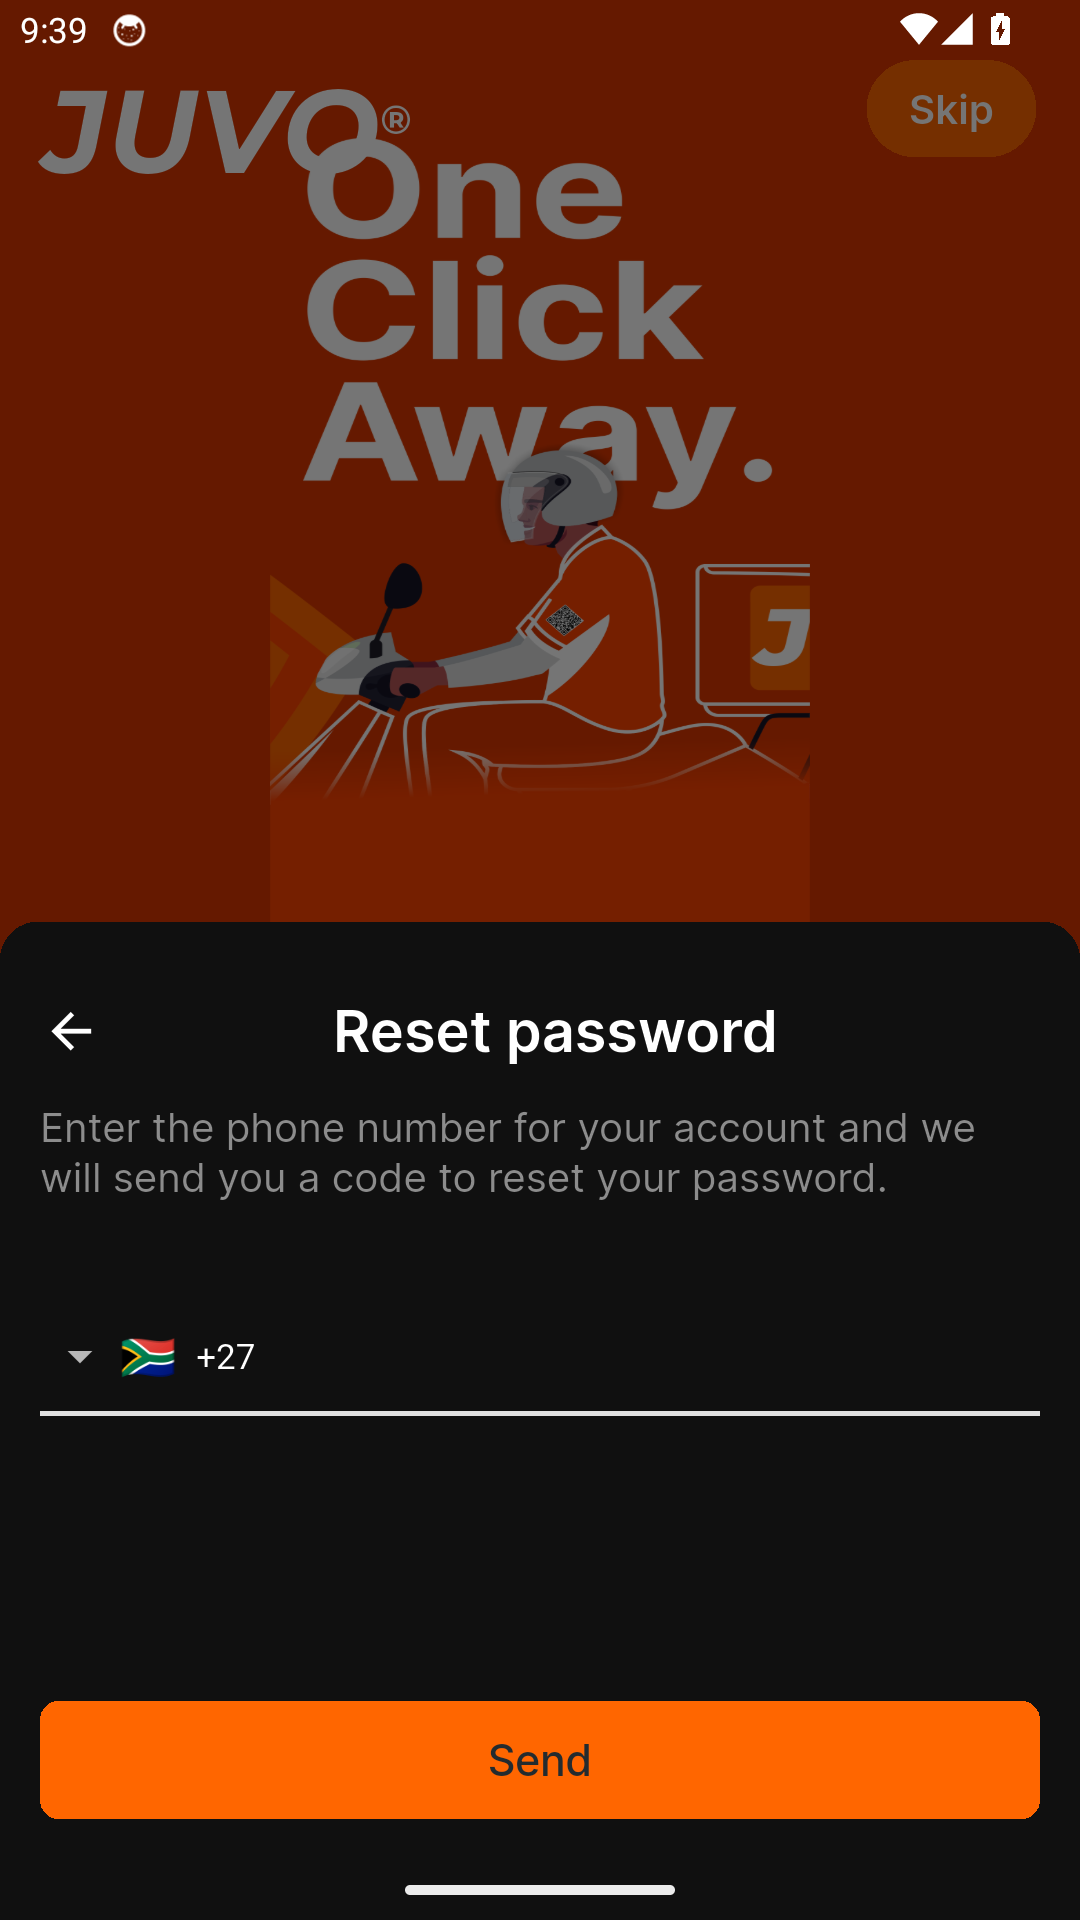 9:39
JUVO®
Skip
One
Click
Away.
J
Reset password
Enter the phone number for your account and we
will send you a code to reset your password.
+27
Send